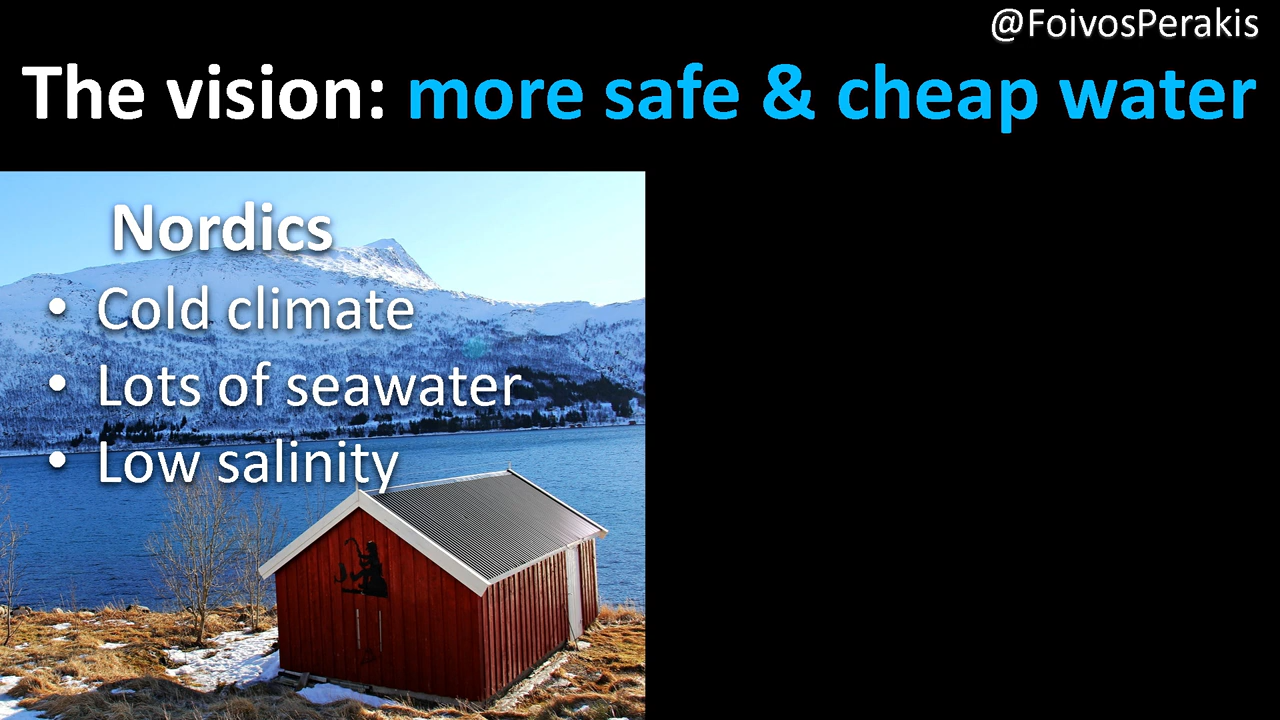 @FoivosPerakis
The vision: more safe & cheap water
Nordics
• Cold climate
• Lots of seawater
• Low salinity